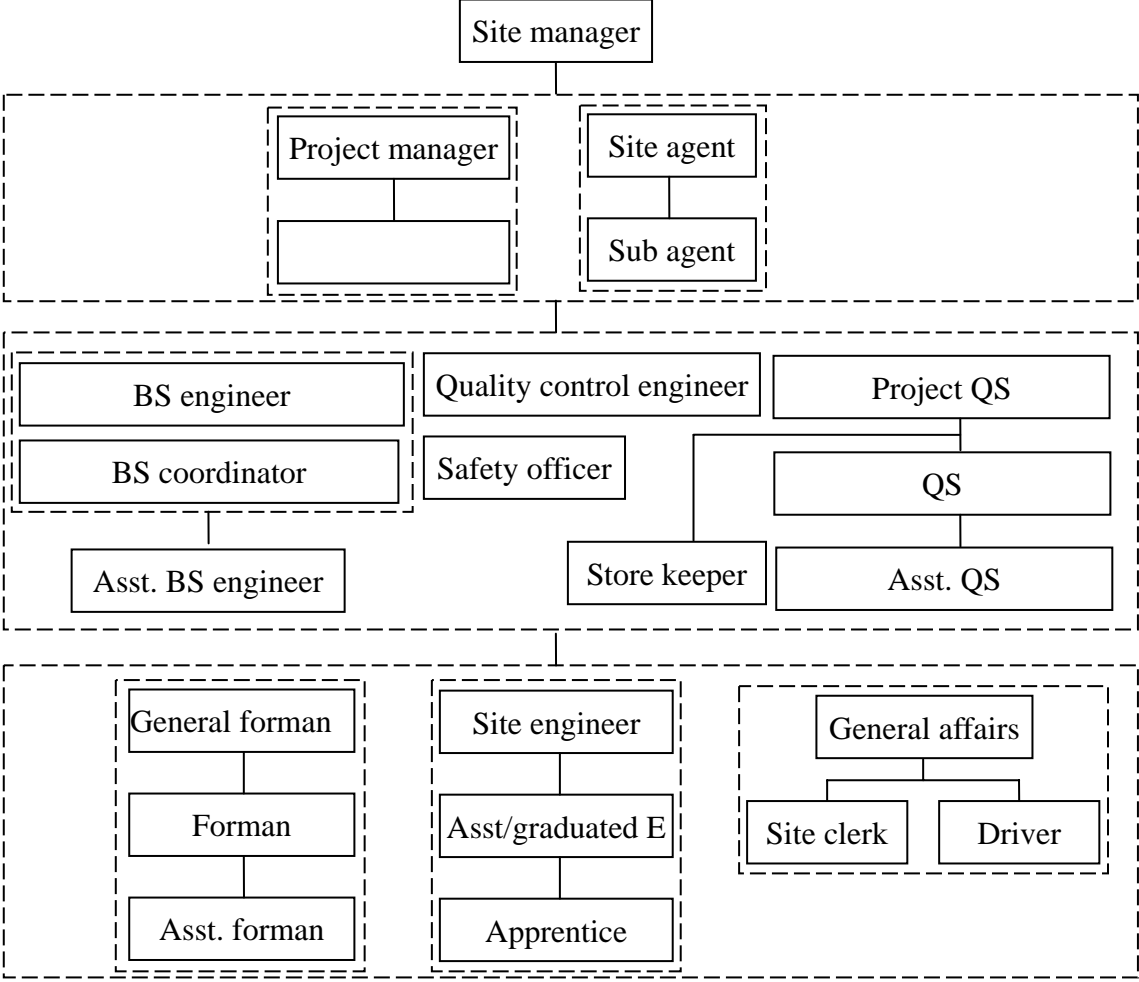 Site manager
Project manager
Site agent
Sub agent
BS engineer
BS coordinator
Asst. BS engineer
Quality control engineer
Safety officer
Store keeper
Project QS
QS
Asst. QS
General forman
Forman
Asst. forman
Site engineer
Asst/graduated E
Apprentice
General affairs
Site clerk
Driver